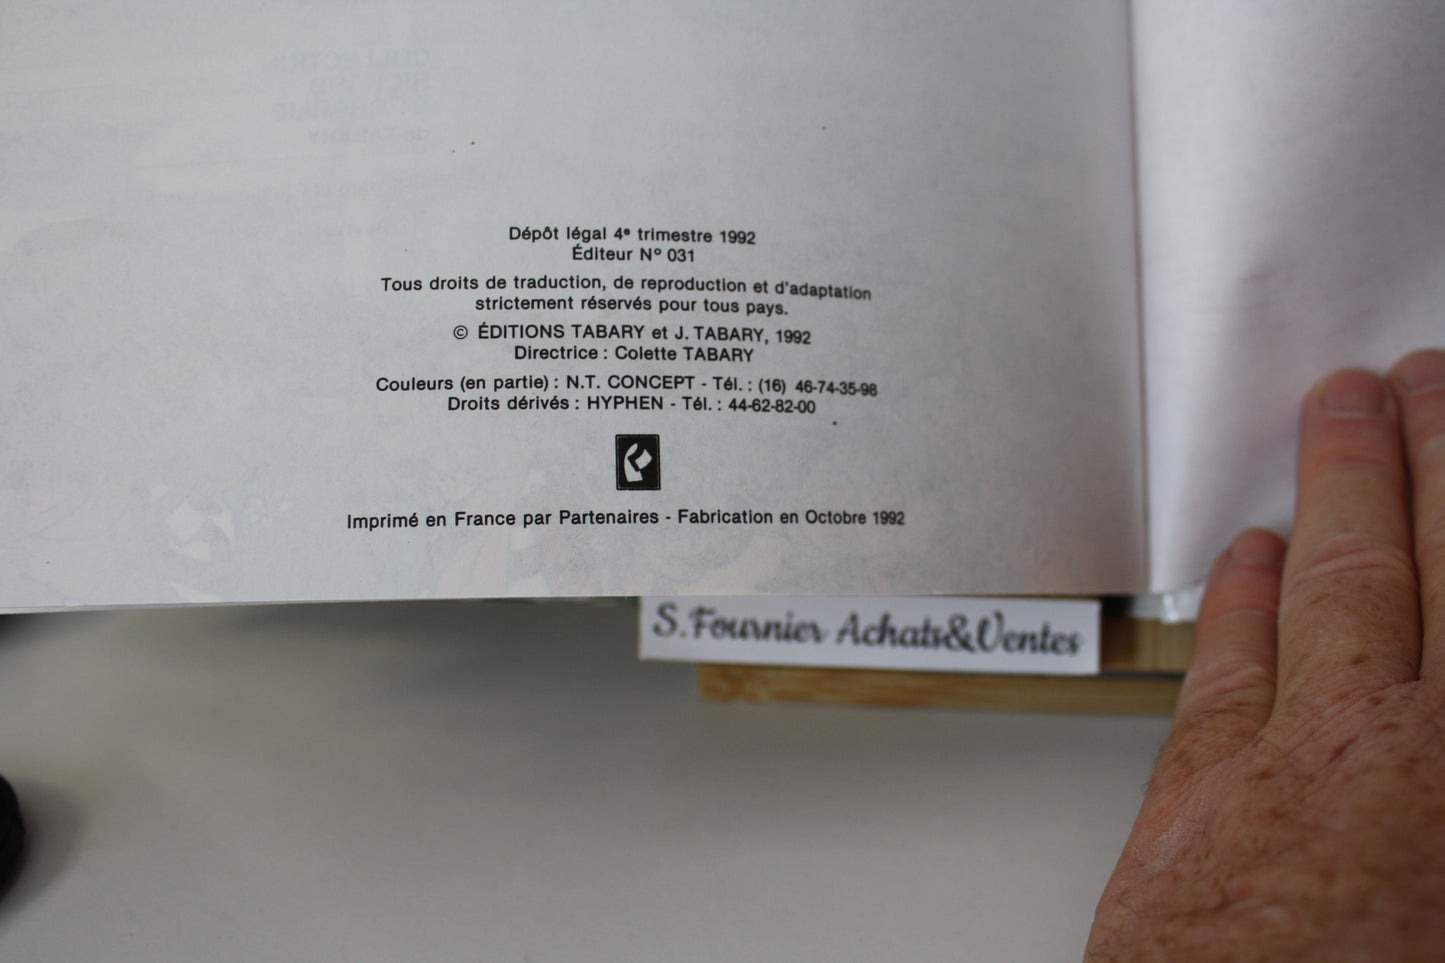 Dépôt légal 4e trimestre 1992
Éditeur N° 031
Tous droits de traduction, de reproduction et d'adaptation
strictement réservés pour tous pays.
© ÉDITIONS TABARY et J. TABARY, 1992
Directrice : Colette TABARY
Couleurs (en partie) : N.T. CONCEPT - Tél. : (16) 46-74-35-98
Droits dérivés : HYPHEN - Tél. : 44-62-82-00
Imprimé en France par Partenaires - Fabrication en Octobre 1992
S.Fournier Achats&Ventes